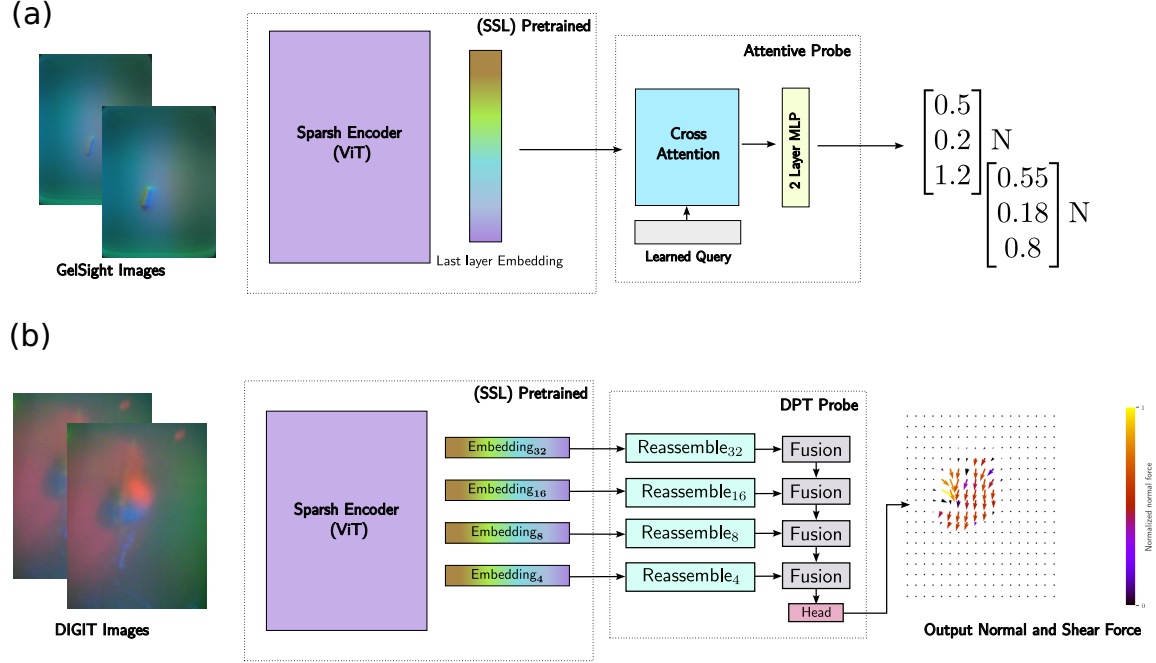 (a)
(SSL) Pretrained
Attentive Probe
Sparsh Encoder
(ViT)
Cross
Attention
2 Layer MLP
0.5
0.2
1.2
N
0.55
0.18
0.8
N
Last layer Embedding
Learned Query
GelSight Images
(b)
(SSL) Pretrained
DPT Probe
Sparsh Encoder
(ViT)
Embedding32
Reassemble32
Fusion
Embedding16
Reassemble16
Fusion
Embedding8
Reassemble8
Fusion
Embedding4
Reassemble4
Fusion
Head
1
Normalized normal force
0
DIGIT Images
Output Normal and Shear Force